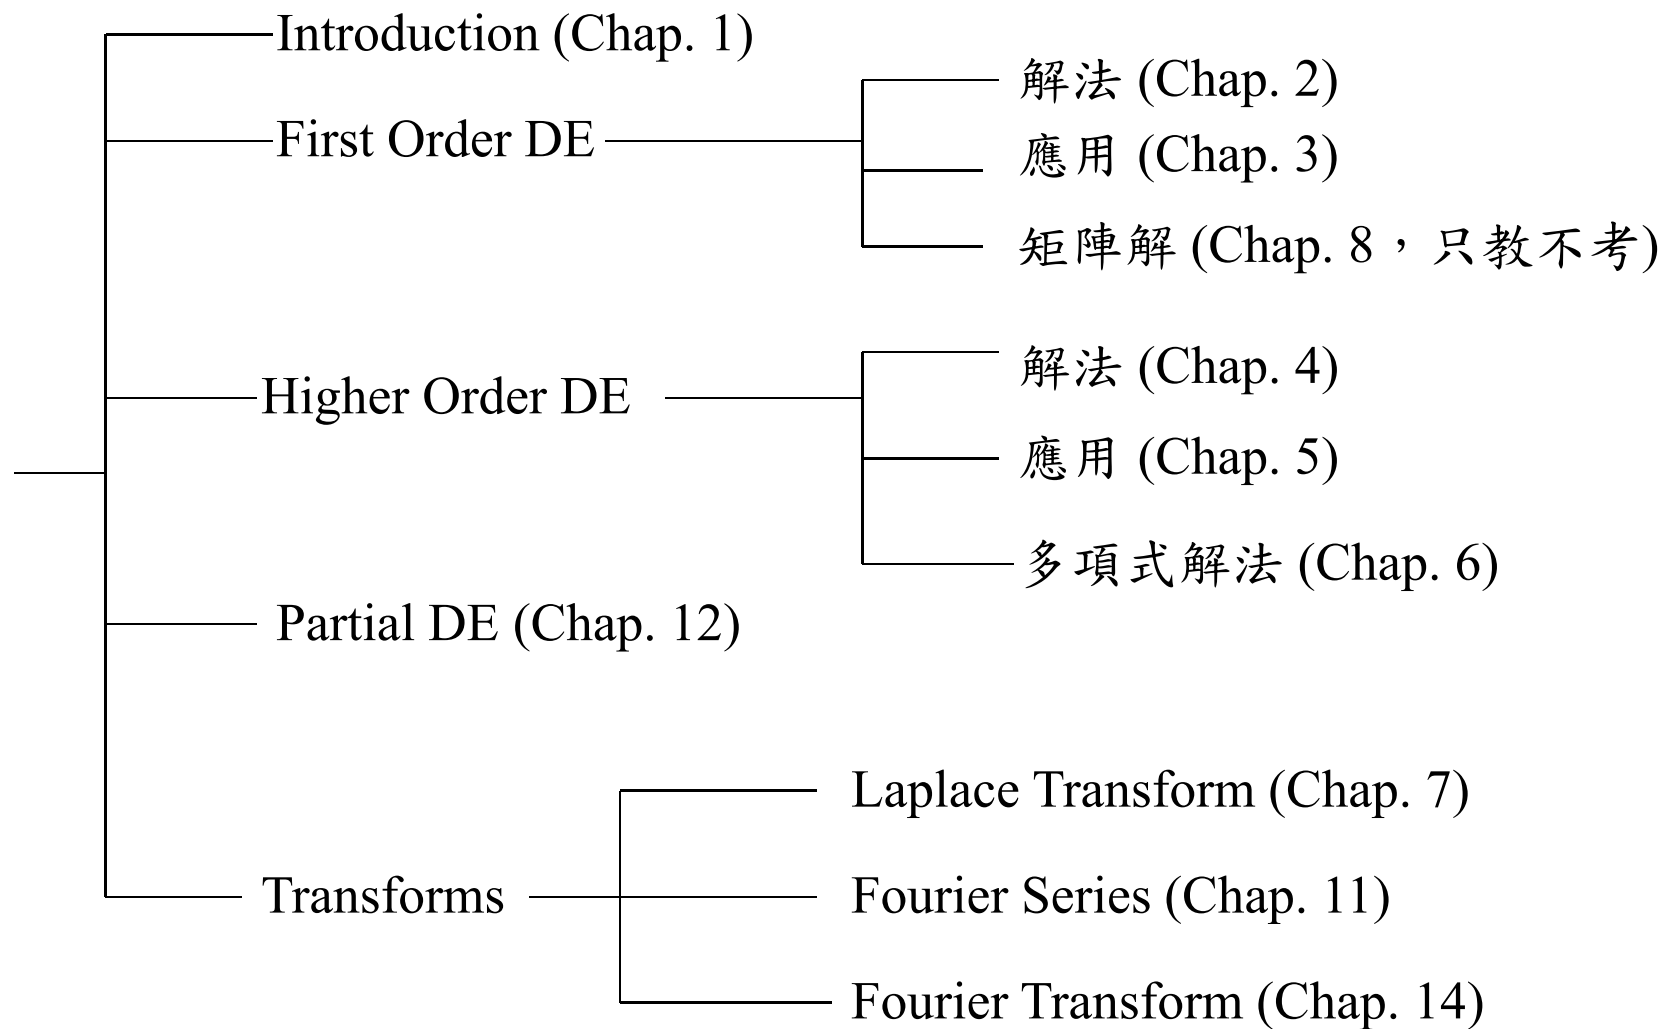 Introduction (Chap. 1)
First Order DE
解法 (Chap. 2)
應用 (Chap. 3)
矩陣解 (Chap. 8，只教不考)
Higher Order DE
解法 (Chap. 4)
應用 (Chap. 5)
多項式解法 (Chap. 6)
Partial DE (Chap. 12)
Transforms
Laplace Transform (Chap. 7)
Fourier Series (Chap. 11)
Fourier Transform (Chap. 14)